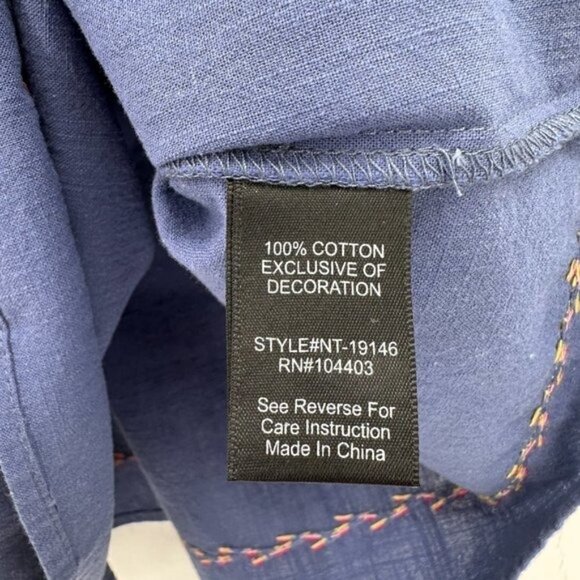 100% COTTON
EXCLUSIVE OF
DECORATION
STYLE#NT-19146
RN#104403
See Reverse For
Care Instruction
Made In China